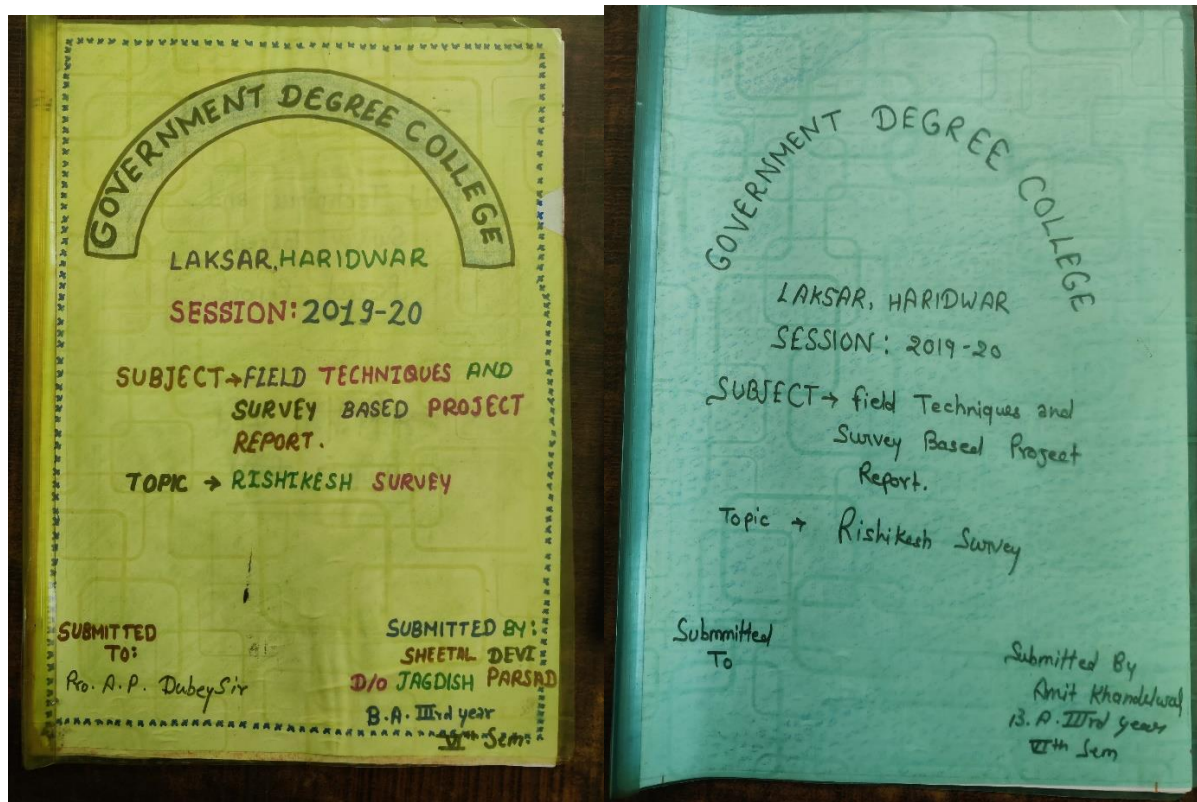 GOVERNMENT DEGREE COLLEGE
LAKSAR, HARIDWAR
SESSION: 2019-20
SUBJECT → FIELD TECHNIQUES AND
SURVEY BASED PROJECT
REPORT.
TOPIC → RISHIKESH SURVEY
SUBMITTED
TO:
Pro. A.P. Dubey Sir
SUBMITTED BY:
SHEETAL DEVI
D/o JAGDISH PARSAD
B.A. IIIrd year
VIth Sem:
GOVERNMENT DEGREE COLLEGE
LAKSAR, HARIDWAR
SESSION: 2019-20
SUBJECT → field Techniques and
Survey Based Project
Report.
Topic → Rishikesh Survey
Submmitted
To
Submitted By
Amit Khandelwal
B.A. IIIrd year
VIth Sem